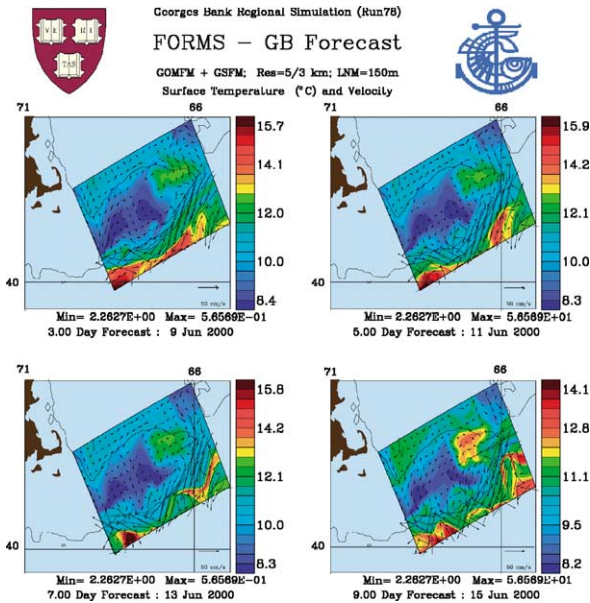 Georges Bank Regional Simulation (Run78)
FORMS - GB Forecast
GOMFM + GSFM; Res=5/3 km; LNM=150m
Surface Temperature (°C) and Velocity
VE RI
TAS
71 66
15.7
14.1
12.0
10.0
8.4
40
50 cm/s
Min= 2.2627E+00 Max= 5.6569E-01
3.00 Day Forecast : 9 Jun 2000
71 66
15.9
14.2
12.1
10.0
8.3
40
50 cm/s
Min= 2.2627E+00 Max= 5.6569E+01
5.00 Day Forecast : 11 Jun 2000
71 66
15.8
14.2
12.0
10.0
8.3
40
50 cm/s
Min= 2.2627E+00 Max= 5.6569E-01
7.00 Day Forecast : 13 Jun 2000
71 66
14.1
12.8
11.1
9.5
8.2
40
50 cm/s
Min= 2.2627E+00 Max= 5.6569E+01
9.00 Day Forecast : 15 Jun 2000